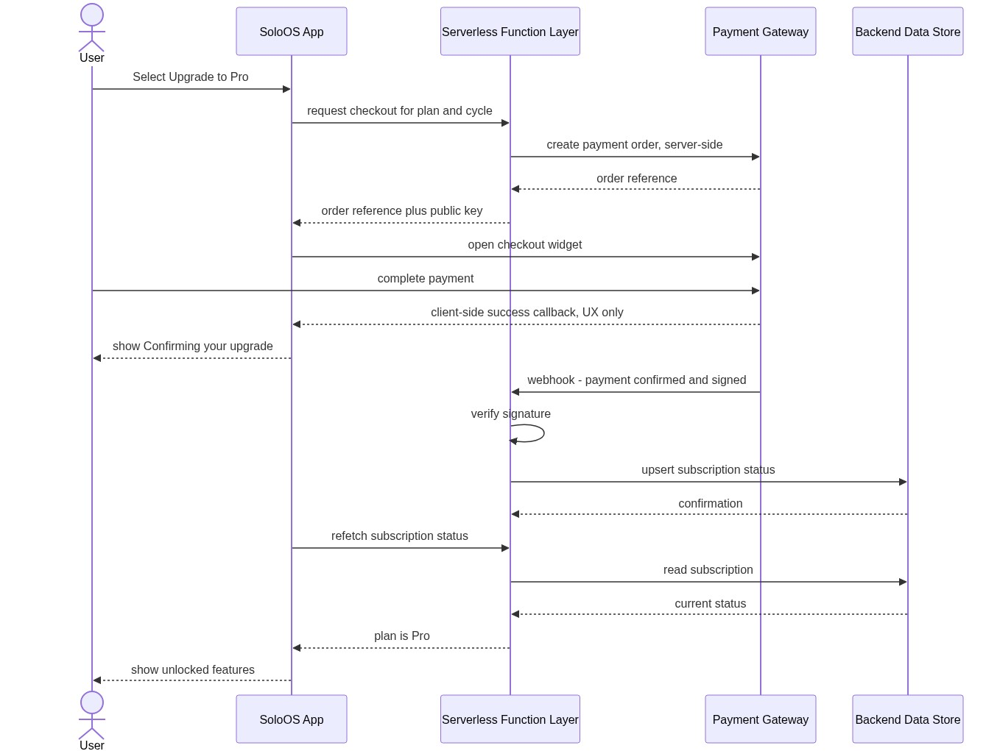 User
SoloOS App
Serverless Function Layer
Payment Gateway
Backend Data Store
Select Upgrade to Pro
request checkout for plan and cycle
create payment order, server-side
order reference
order reference plus public key
open checkout widget
complete payment
client-side success callback, UX only
show Confirming your upgrade
webhook - payment confirmed and signed
verify signature
upsert subscription status
confirmation
refetch subscription status
read subscription
current status
plan is Pro
show unlocked features
User
SoloOS App
Serverless Function Layer
Payment Gateway
Backend Data Store